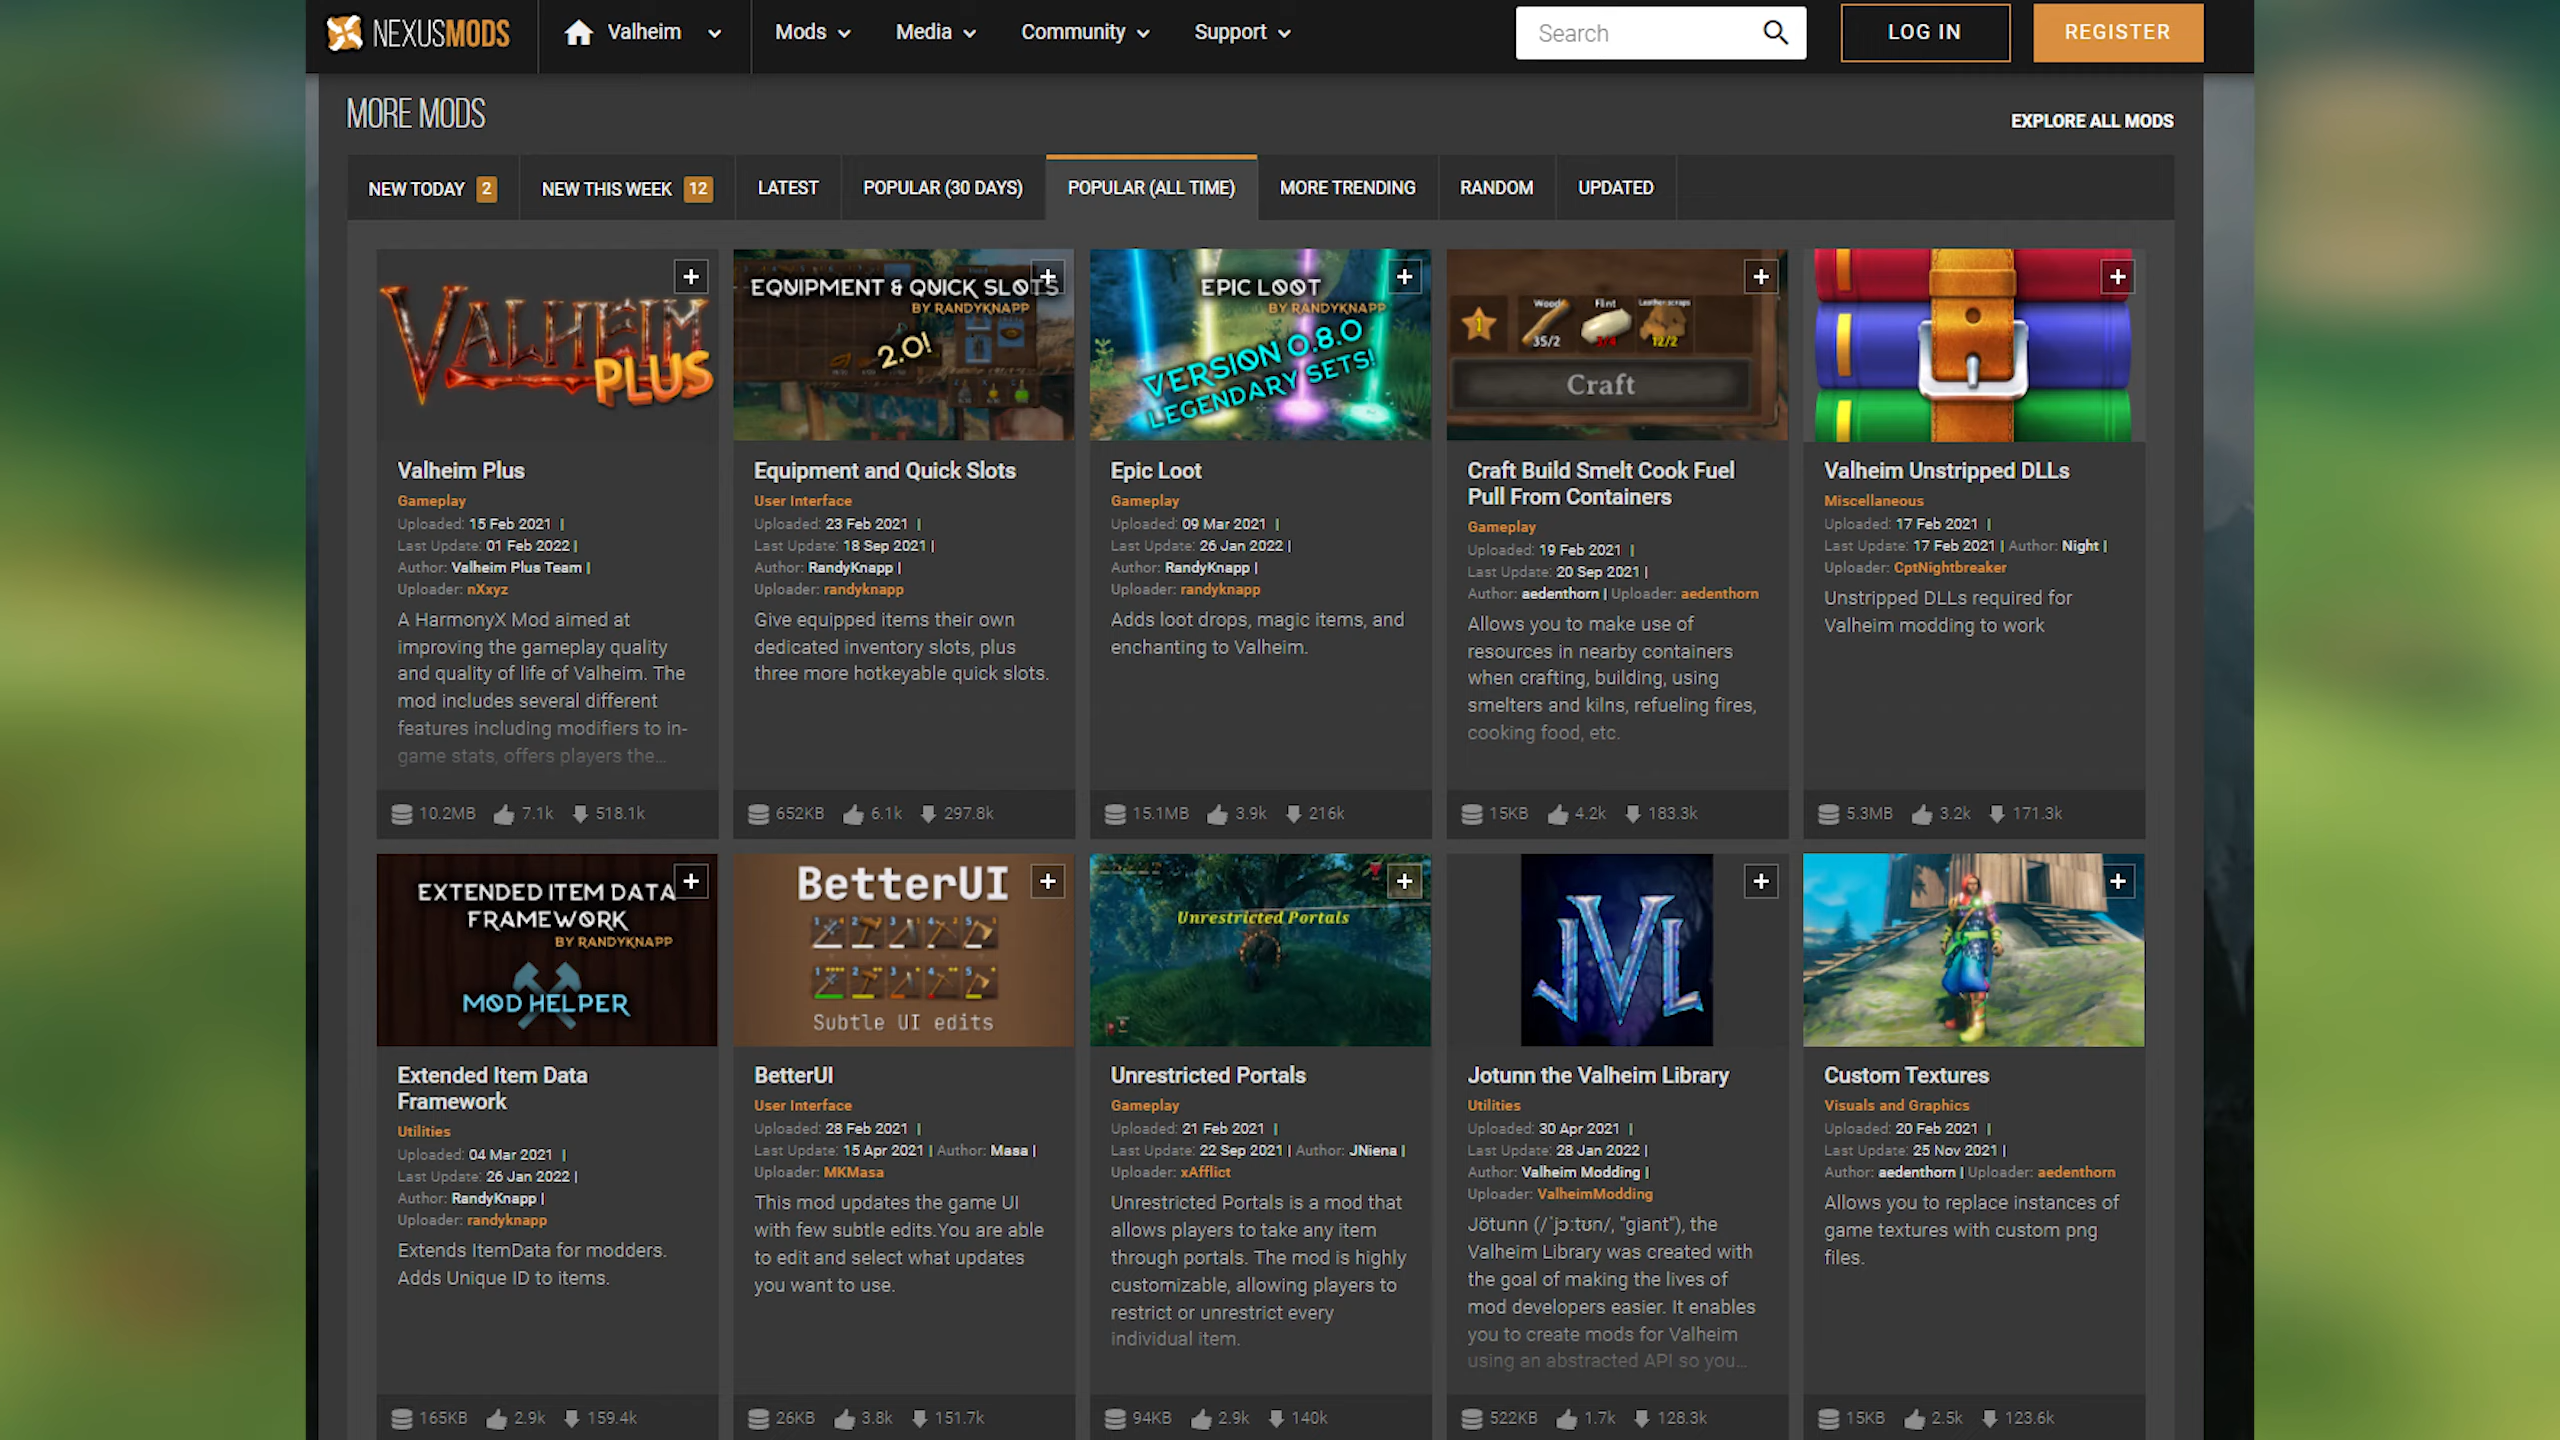 NEXUSMODS
Valheim
Mods
Media
Community
Support
Search
LOG IN
REGISTER
MORE MODS
EXPLORE ALL MODS
NEW TODAY 2
NEW THIS WEEK 12
LATEST
POPULAR (30 DAYS)
POPULAR (ALL TIME)
MORE TRENDING
RANDOM
UPDATED
VALHEIM
PLUS
Valheim Plus
Gameplay
Uploaded: 15 Feb 2021 |
Last Update: 01 Feb 2022 |
Author: Valheim Plus Team |
Uploader: nXxyz
A HarmonyX Mod aimed at
improving the gameplay quality
and quality of life of Valheim. The
mod includes several different
features including modifiers to in-
game stats, offers players the...
10.2MB 7.1k 518.1k
EQUIPMENT & QUICK SLOTS
BY RANDYKNAPP
2.0!
Equipment and Quick Slots
User Interface
Uploaded: 23 Feb 2021 |
Last Update: 18 Sep 2021 |
Author: RandyKnapp |
Uploader: randyknapp
Give equipped items their own
dedicated inventory slots, plus
three more hotkeyable quick slots.
652KB 6.1k 297.8k
EPIC LOOT
BY RANDYKNAPP
VERSION 0.8.0
LEGENDARY SETS!
Epic Loot
Gameplay
Uploaded: 09 Mar 2021 |
Last Update: 26 Jan 2022 |
Author: RandyKnapp |
Uploader: randyknapp
Adds loot drops, magic items, and
enchanting to Valheim.
15.1MB 3.9k 216k
Wood Flint Leather scraps
1 35/2 3/4 12/2
Craft
Craft Build Smelt Cook Fuel
Pull From Containers
Gameplay
Uploaded: 19 Feb 2021 |
Last Update: 20 Sep 2021 |
Author: aedenthorn | Uploader: aedenthorn
Allows you to make use of
resources in nearby containers
when crafting, building, using
smelters and kilns, refueling fires,
cooking food, etc.
15KB 4.2k 183.3k
Valheim Unstripped DLLs
Miscellaneous
Uploaded: 17 Feb 2021 |
Last Update: 17 Feb 2021 | Author: Night |
Uploader: CptNightbreaker
Unstripped DLLs required for
Valheim modding to work
5.3MB 3.2k 171.3k
EXTENDED ITEM DATA
FRAMEWORK
BY RANDYKNAPP
MOD HELPER
Extended Item Data
Framework
Utilities
Uploaded: 04 Mar 2021 |
Last Update: 26 Jan 2022 |
Author: RandyKnapp |
Uploader: randyknapp
Extends ItemData for modders.
Adds Unique ID to items.
165KB 2.9k 159.4k
BetterUI
1 2 3 4 5
1 2 3 4 5
Subtle UI edits
BetterUI
User Interface
Uploaded: 28 Feb 2021 |
Last Update: 15 Apr 2021 | Author: Masa |
Uploader: MKMasa
This mod updates the game UI
with few subtle edits.You are able
to edit and select what updates
you want to use.
26KB 3.8k 151.7k
Unrestricted Portals
Unrestricted Portals
Gameplay
Uploaded: 21 Feb 2021 |
Last Update: 22 Sep 2021 | Author: JNiena |
Uploader: xAfflict
Unrestricted Portals is a mod that
allows players to take any item
through portals. The mod is highly
customizable, allowing players to
restrict or unrestrict every
individual item.
94KB 2.9k 140k
JVL
Jotunn the Valheim Library
Utilities
Uploaded: 30 Apr 2021 |
Last Update: 28 Jan 2022 |
Author: Valheim Modding |
Uploader: ValheimModding
Jötunn (/ˈjɔːtʊn/, "giant"), the
Valheim Library was created with
the goal of making the lives of
mod developers easier. It enables
you to create mods for Valheim
using an abstracted API so you...
522KB 1.7k 128.3k
Custom Textures
Visuals and Graphics
Uploaded: 20 Feb 2021 |
Last Update: 25 Nov 2021 |
Author: aedenthorn | Uploader: aedenthorn
Allows you to replace instances of
game textures with custom png
files.
15KB 2.5k 123.6k